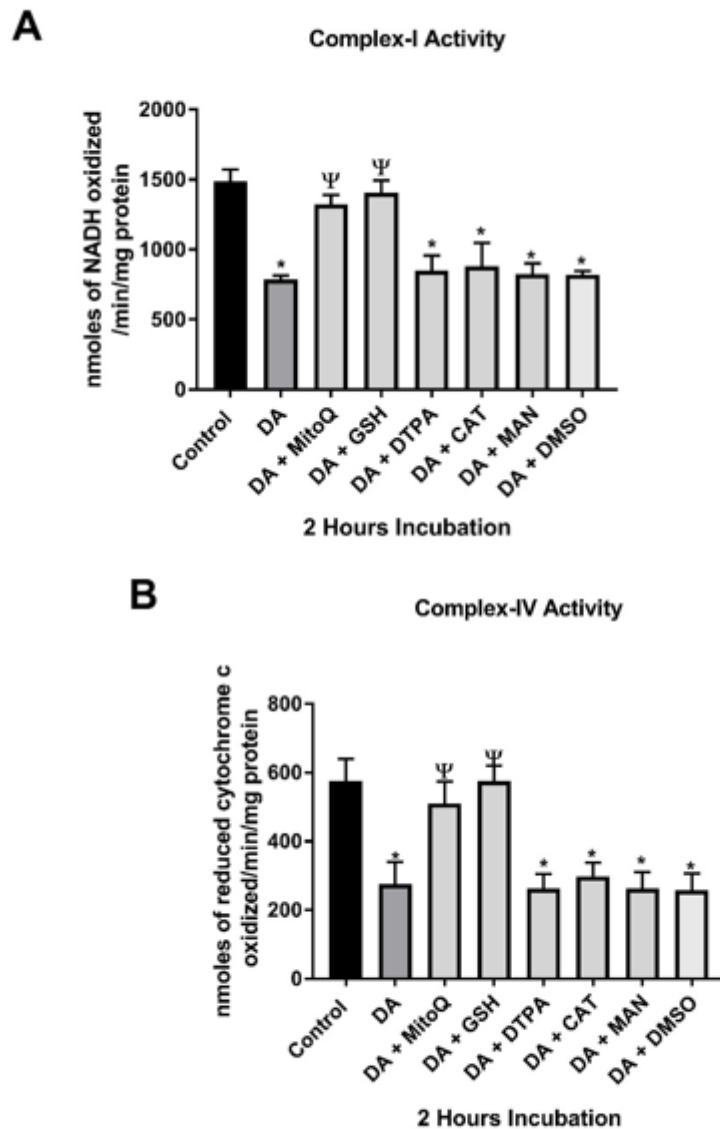 A
Complex-I Activity
nmoles of NADH oxidized
/min/mg protein
2000
1500
1000
500
0
Ψ
Ψ
*
*
*
*
*
Control
DA
DA + MitoQ
DA + GSH
DA + DTPA
DA + CAT
DA + MAN
DA + DMSO
2 Hours Incubation
B
Complex-IV Activity
nmoles of reduced cytochrome c
oxidized/min/mg protein
800
600
400
200
0
Ψ
Ψ
*
*
*
*
*
Control
DA
DA + MitoQ
DA + GSH
DA + DTPA
DA + CAT
DA + MAN
DA + DMSO
2 Hours Incubation